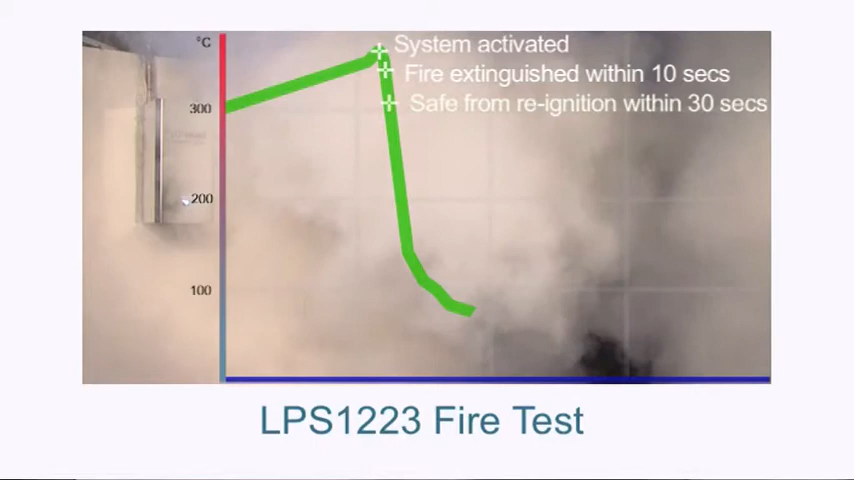 °C
System activated
Fire extinguished within 10 secs
Safe from re-ignition within 30 secs
300
200
100
LPS1223 Fire Test